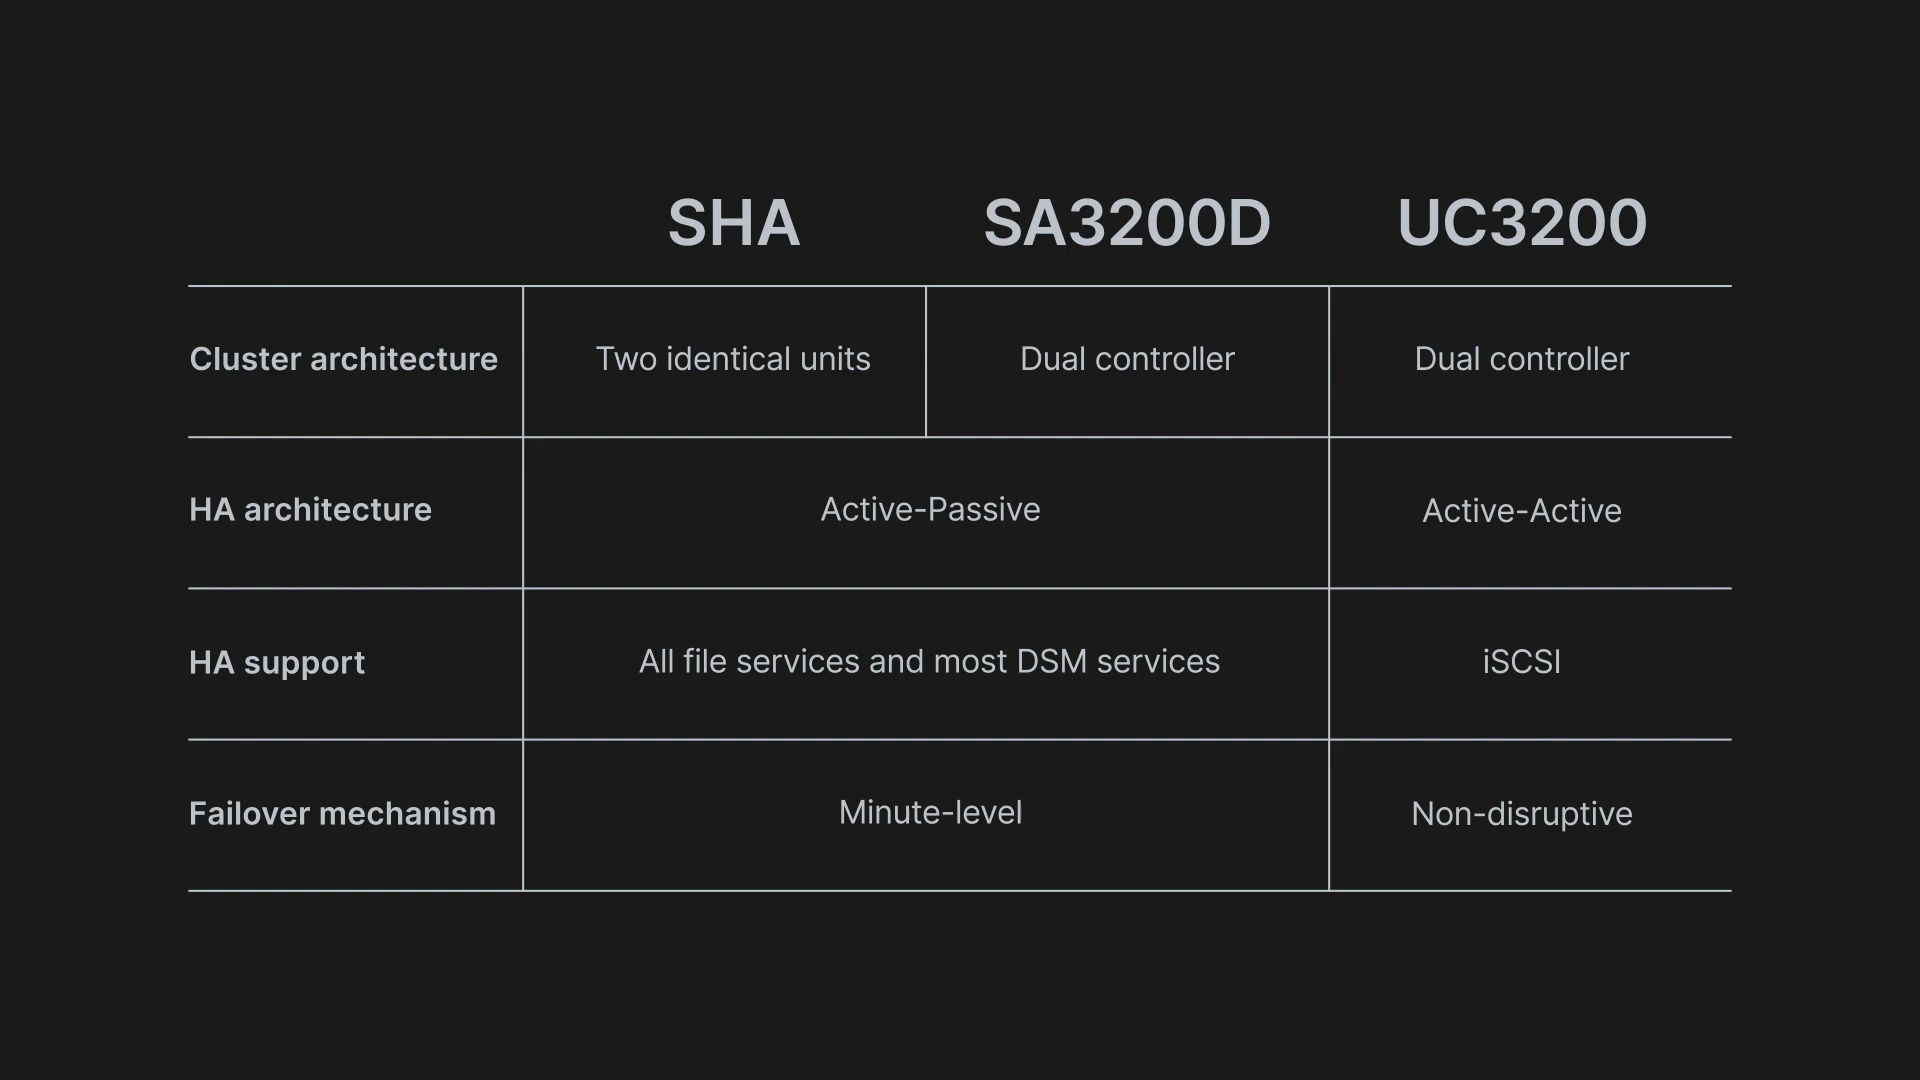 SHA SA3200D UC3200
Cluster architecture Two identical units Dual controller Dual controller
HA architecture Active-Passive Active-Active
HA support All file services and most DSM services iSCSI
Failover mechanism Minute-level Non-disruptive